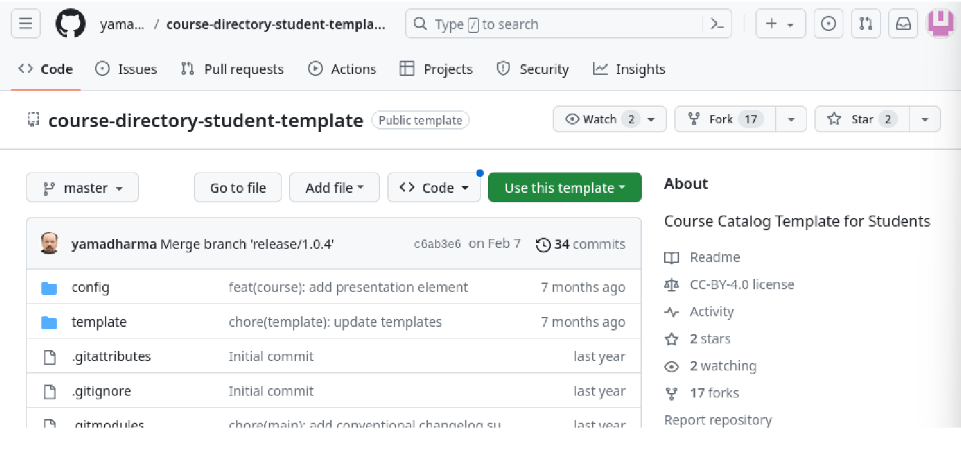 yama... / course-directory-student-templa... Type / to search
Code Issues Pull requests Actions Projects Security Insights
course-directory-student-template Public template Watch 2 Fork 17 Star 2
master Go to file Add file Code Use this template
About
Course Catalog Template for Students
yamadharma Merge branch 'release/1.0.4' c6ab3e6 on Feb 7 34 commits
config feat(course): add presentation element 7 months ago
template chore(template): update templates 7 months ago
.gitattributes Initial commit last year
.gitignore Initial commit last year
.gitmodules chore(main): add conventional changelog su... last year
Readme
CC-BY-4.0 license
Activity
2 stars
2 watching
17 forks
Report repository